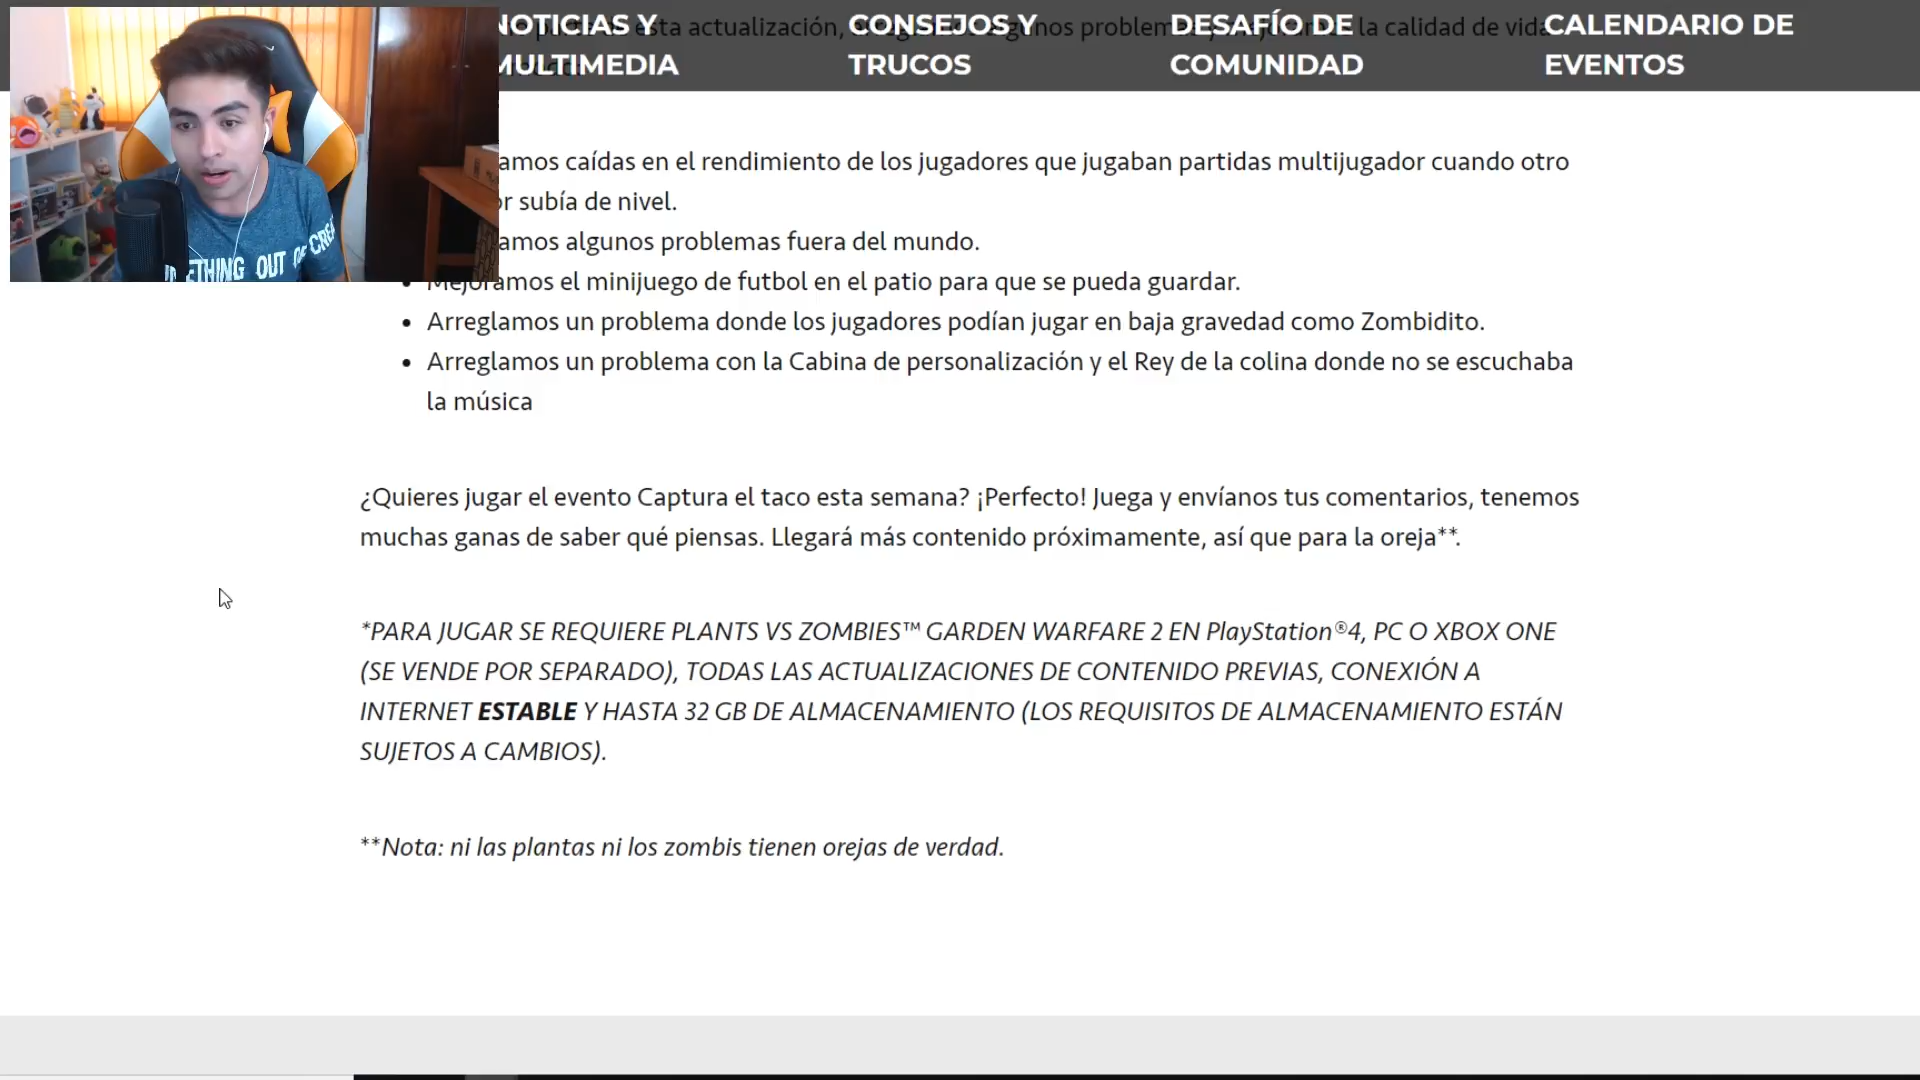 NOTICIAS Y MULTIMEDIA
CONSEJOS Y TRUCOS
DESAFÍO DE COMUNIDAD
CALENDARIO DE EVENTOS
esta actualización, la calidad de vida
amos caídas en el rendimiento de los jugadores que jugaban partidas multijugador cuando otro
or subía de nivel.
amos algunos problemas fuera del mundo.
• Mejoramos el minijuego de futbol en el patio para que se pueda guardar.
• Arreglamos un problema donde los jugadores podían jugar en baja gravedad como Zombidito.
• Arreglamos un problema con la Cabina de personalización y el Rey de la colina donde no se escuchaba
la música
¿Quieres jugar el evento Captura el taco esta semana? ¡Perfecto! Juega y envíanos tus comentarios, tenemos
muchas ganas de saber qué piensas. Llegará más contenido próximamente, así que para la oreja**.
*PARA JUGAR SE REQUIERE PLANTS VS ZOMBIES™ GARDEN WARFARE 2 EN PlayStation®4, PC O XBOX ONE
(SE VENDE POR SEPARADO), TODAS LAS ACTUALIZACIONES DE CONTENIDO PREVIAS, CONEXIÓN A
INTERNET ESTABLE Y HASTA 32 GB DE ALMACENAMIENTO (LOS REQUISITOS DE ALMACENAMIENTO ESTÁN
SUJETOS A CAMBIOS).
**Nota: ni las plantas ni los zombis tienen orejas de verdad.